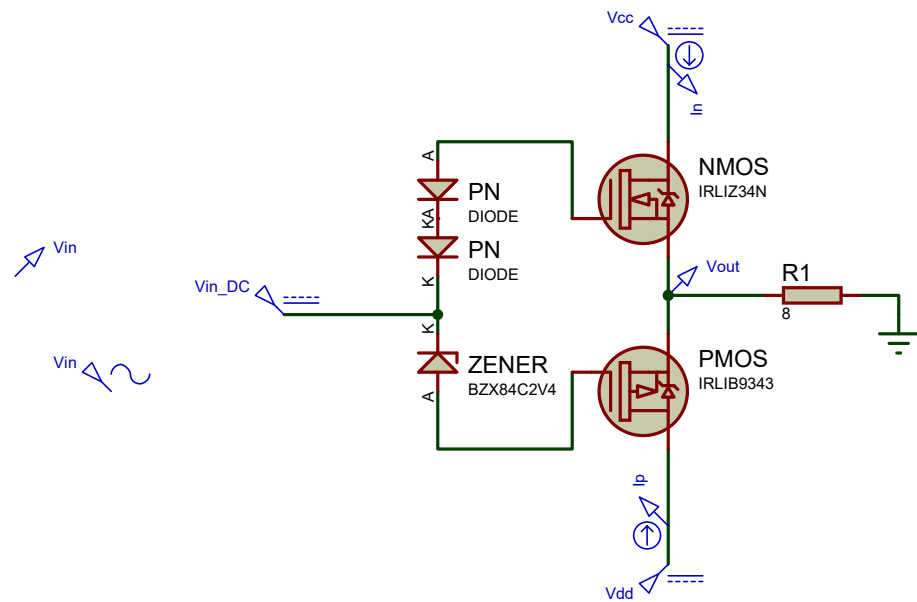 Vcc
In
NMOS
IRLIZ34N
A
PN
DIODE
K
A
PN
DIODE
K
Vin
Vin_DC
Vout
R1
8
K
ZENER
BZX84C2V4
A
PMOS
IRLIB9343
Vin
Ip
Vdd